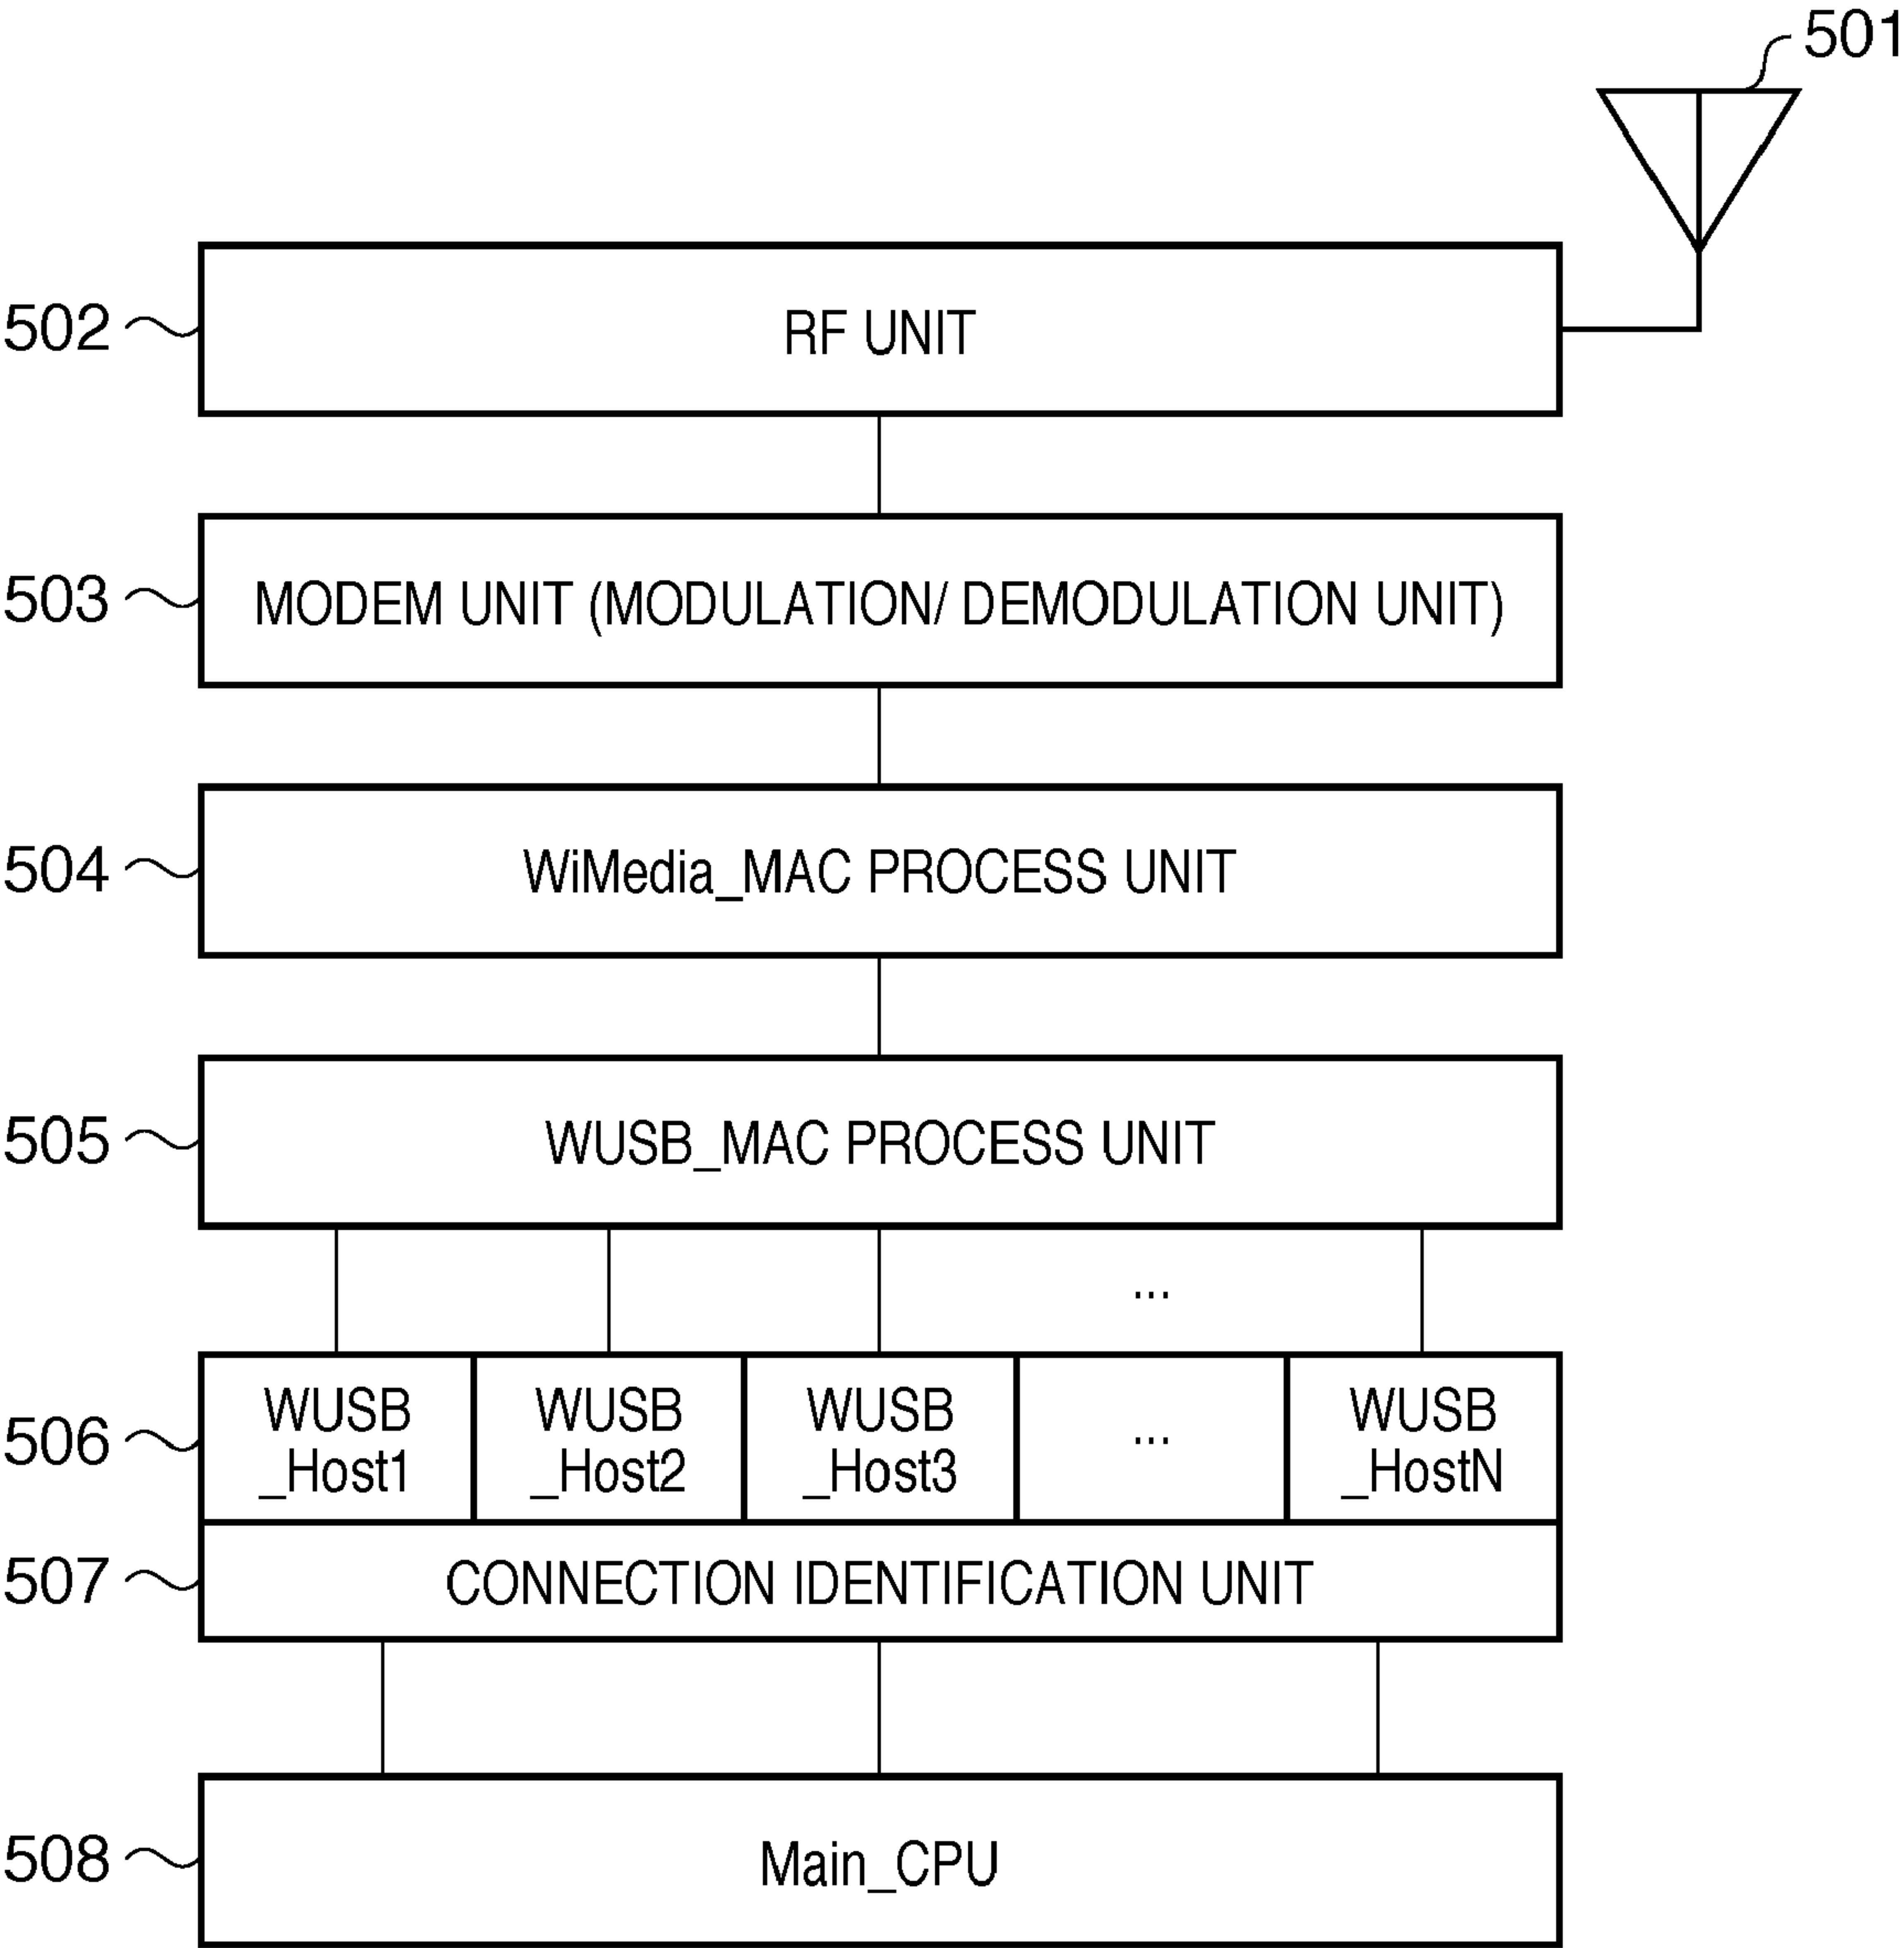 501
502
RF UNIT
503
MODEM UNIT (MODULATION/ DEMODULATION UNIT)
504
WiMedia_MAC PROCESS UNIT
505
WUSB_MAC PROCESS UNIT
...
506
WUSB
_Host1
WUSB
_Host2
WUSB
_Host3
...
WUSB
_HostN
507
CONNECTION IDENTIFICATION UNIT
508
Main_CPU